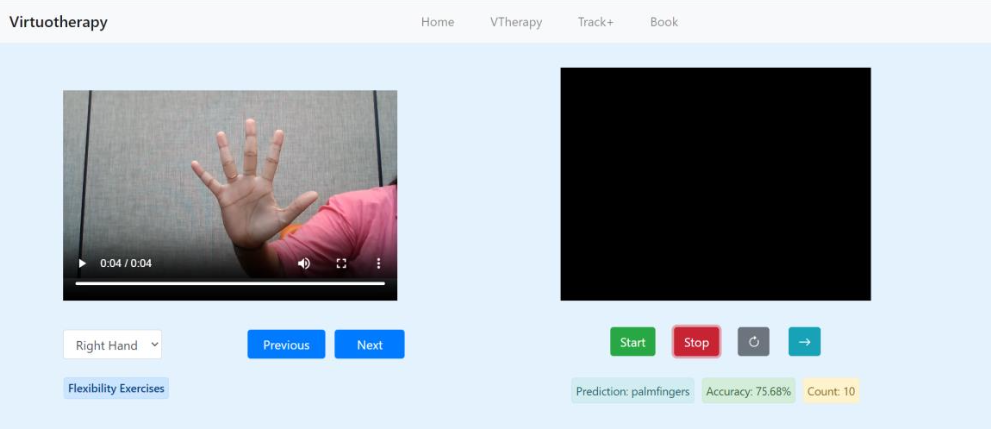 Virtuotherapy Home VTherapy Track+ Book
0:04 / 0:04
Right Hand Previous Next
Start Stop
Flexibility Exercises
Prediction: palmfingers Accuracy: 75.68% Count: 10